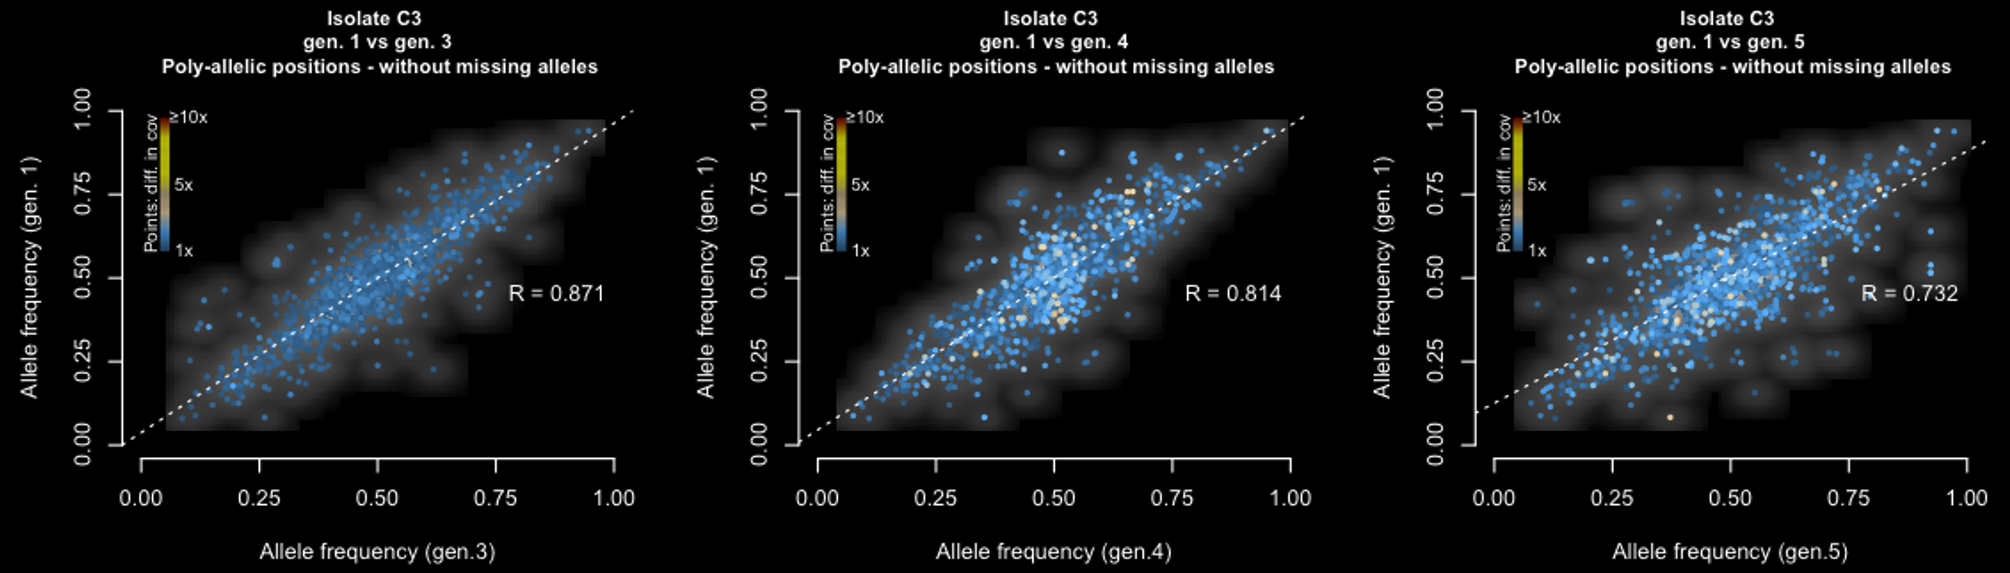 Isolate C3
gen. 1 vs gen. 3
Poly-allelic positions - without missing alleles
Allele frequency (gen. 1)
1.00
0.75
0.50
0.25
0.00
Points: diff. in cov
≥10x
5x
1x
R = 0.871
0.00 0.25 0.50 0.75 1.00
Allele frequency (gen.3)
Isolate C3
gen. 1 vs gen. 4
Poly-allelic positions - without missing alleles
Allele frequency (gen. 1)
1.00
0.75
0.50
0.25
0.00
Points: diff. in cov
≥10x
5x
1x
R = 0.814
0.00 0.25 0.50 0.75 1.00
Allele frequency (gen.4)
Isolate C3
gen. 1 vs gen. 5
Poly-allelic positions - without missing alleles
Allele frequency (gen. 1)
1.00
0.75
0.50
0.25
0.00
Points: diff. in cov
≥10x
5x
1x
R = 0.732
0.00 0.25 0.50 0.75 1.00
Allele frequency (gen.5)